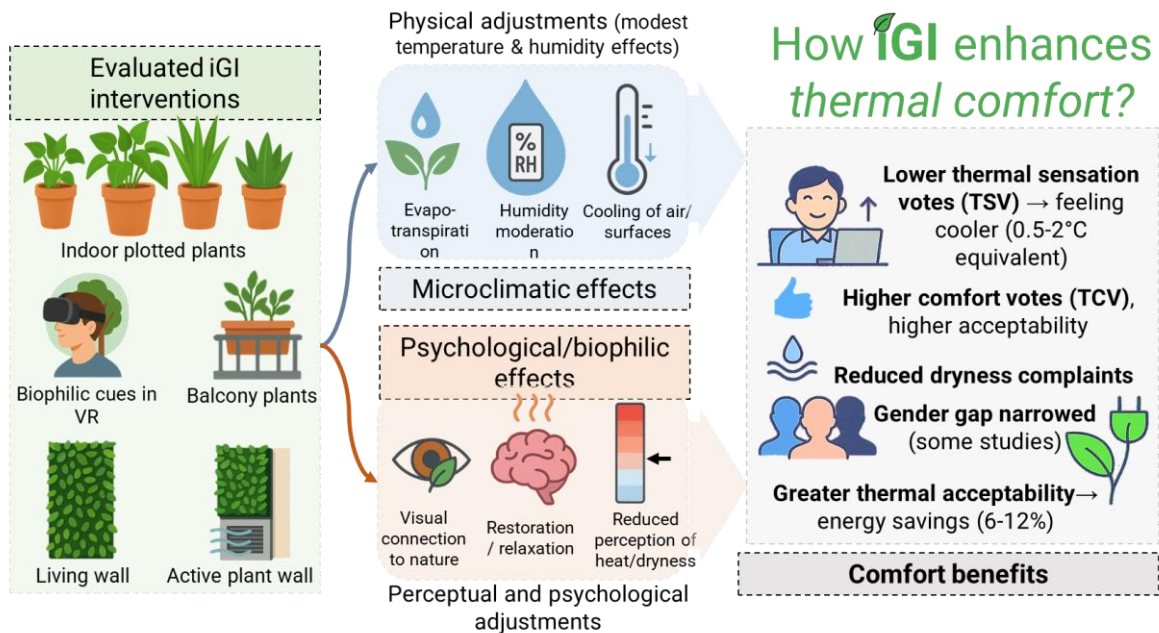 Evaluated iGI
interventions
Indoor plotted plants
Biophilic cues in
VR
Balcony plants
Living wall
Active plant wall
Physical adjustments (modest
temperature & humidity effects)
%
RH
Evapo-
transpirati
on
Humidity
moderatio
n
Cooling of air/
surfaces
Microclimatic effects
Psychological/biophilic
effects
Visual
connection
to nature
Restoration
/ relaxation
Reduced
perception of
heat/dryness
Perceptual and psychological
adjustments
How iGI enhances
thermal comfort?
Lower thermal sensation
votes (TSV) → feeling
cooler (0.5-2°C
equivalent)
Higher comfort votes (TCV),
higher acceptability
Reduced dryness complaints
Gender gap narrowed
(some studies)
Greater thermal acceptability→
energy savings (6-12%)
Comfort benefits